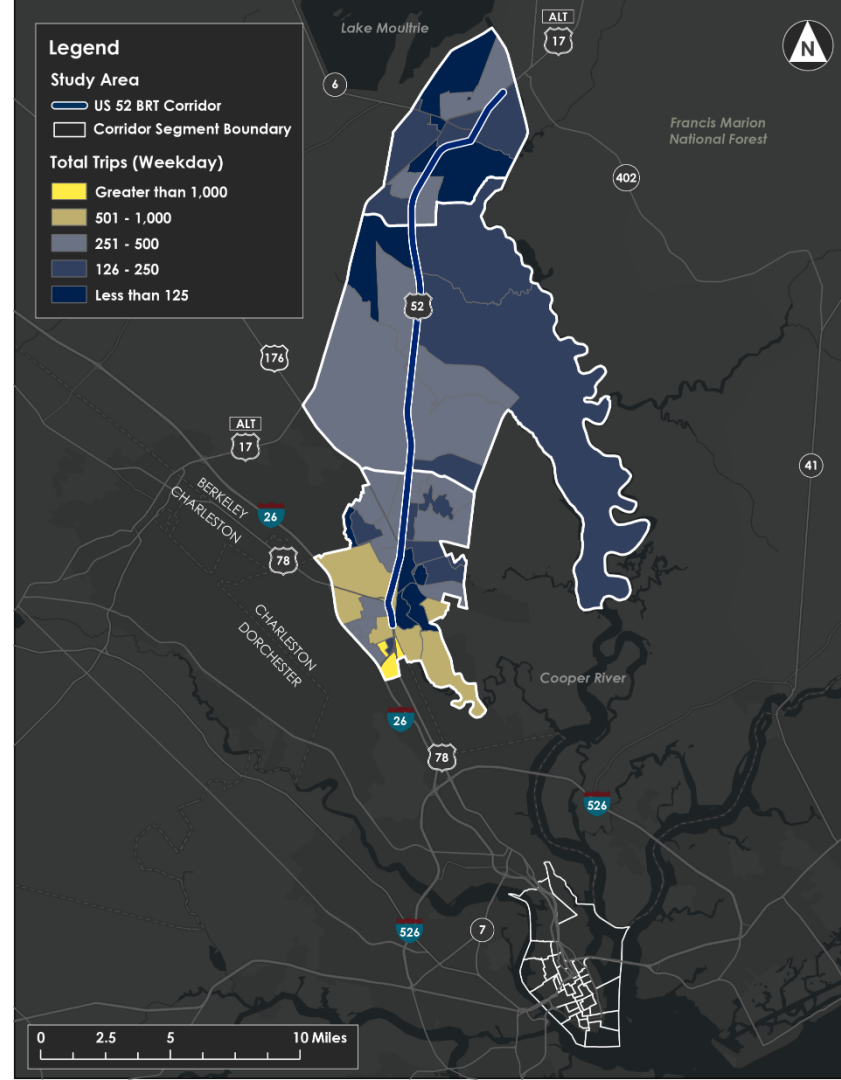 Legend
Study Area
US 52 BRT Corridor
Corridor Segment Boundary
Total Trips (Weekday)
Greater than 1,000
501 - 1,000
251 - 500
126 - 250
Less than 125
Lake Moultrie
ALT
17
N
6
Francis Marion
National Forest
402
52
176
ALT
17
41
BERKELEY
CHARLESTON
26
78
CHARLESTON
DORCHESTER
Cooper River
26
78
526
526
7
0 2.5 5 10 Miles